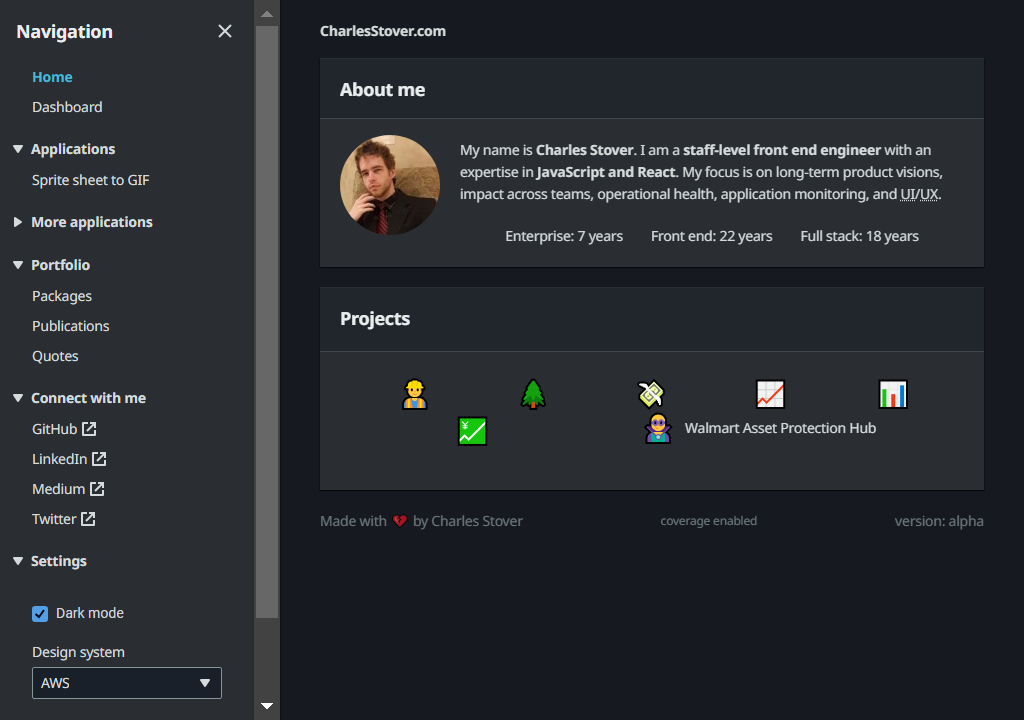 Navigation
Home
Dashboard
Applications
Sprite sheet to GIF
More applications
Portfolio
Packages
Publications
Quotes
Connect with me
GitHub
LinkedIn
Medium
Twitter
Settings
Dark mode
Design system
AWS
CharlesStover.com
About me
My name is Charles Stover. I am a staff-level front end engineer with an
expertise in JavaScript and React. My focus is on long-term product visions,
impact across teams, operational health, application monitoring, and UI/UX.
Enterprise: 7 years Front end: 22 years Full stack: 18 years
Projects
Walmart Asset Protection Hub
Made with 💔 by Charles Stover coverage enabled version: alpha